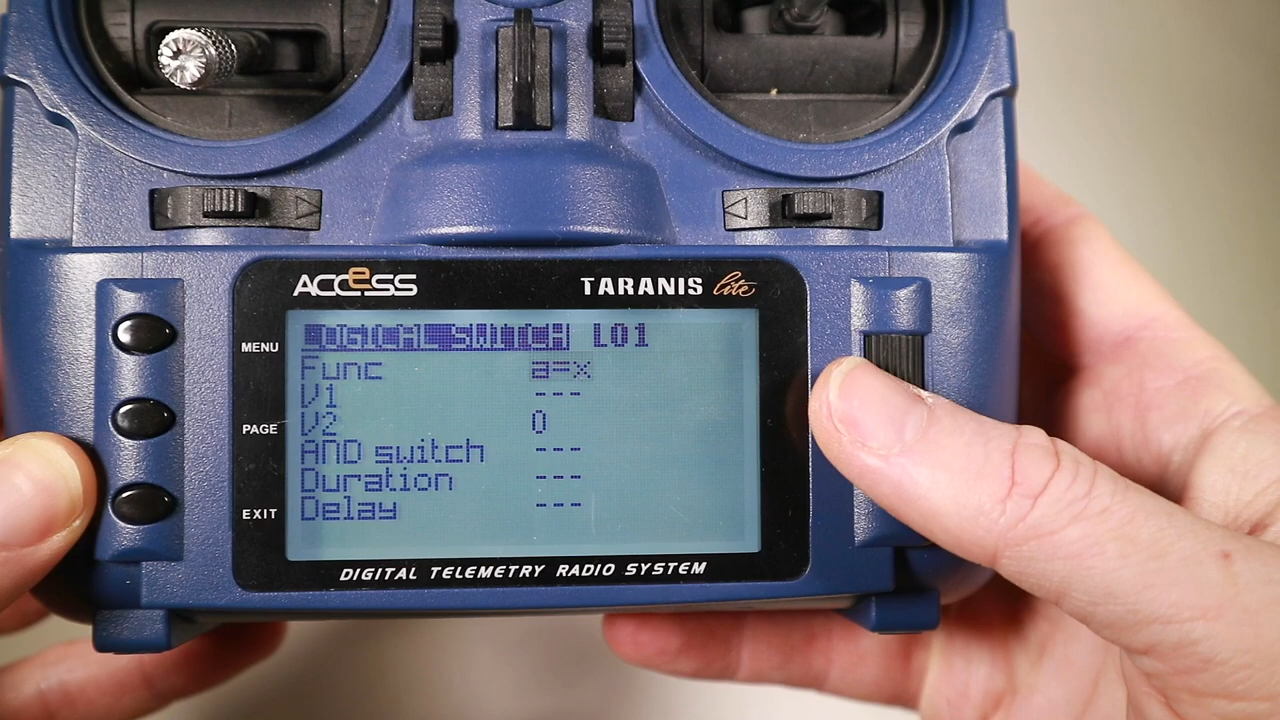 ACCeSS
TARANIS lite
MENU
PAGE
EXIT
LOGICAL SWITCH L01
Func a=x
V1 ---
V2 0
AND switch ---
Duration ---
Delay ---
DIGITAL TELEMETRY RADIO SYSTEM